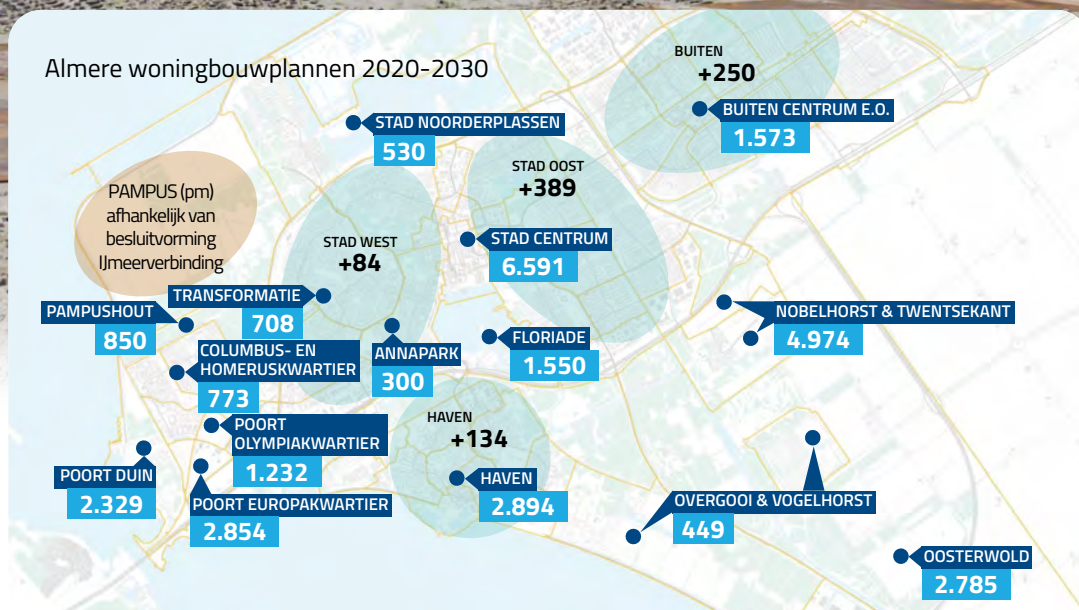 Almere woningbouwplannen 2020-2030
BUITEN
+250
BUITEN CENTRUM E.O.
1.573
STAD NOORDERPLASSEN
530
STAD OOST
+389
PAMPUS (pm)
afhankelijk van
besluitvorming
IJmeerverbinding
STAD WEST
+84
STAD CENTRUM
6.591
TRANSFORMATIE
708
PAMPUSHOUT
850
NOBELHORST & TWENTSEKANT
4.974
FLORIADE
1.550
ANNAPARK
300
COLUMBUS- EN
HOMERUSKWARTIER
773
HAVEN
+134
POORT
OLYMPIAKWARTIER
1.232
POORT DUIN
2.329
HAVEN
2.894
POORT EUROPAKWARTIER
2.854
OVERGOOI & VOGELHORST
449
OOSTERWOLD
2.785